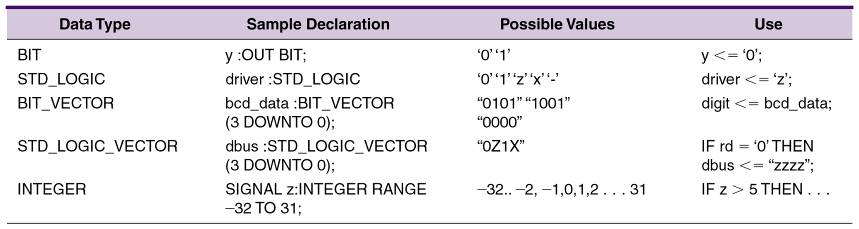 Data Type Sample Declaration Possible Values Use
BIT y :OUT BIT; ‘0’ ‘1’ y <= ‘0’;
STD_LOGIC driver :STD_LOGIC ‘0’ ‘1’ ‘z’ ‘x’ ‘-’ driver <= ‘z’;
BIT_VECTOR bcd_data :BIT_VECTOR “0101” “1001” digit <= bcd_data;
(3 DOWNTO 0); “0000”
STD_LOGIC_VECTOR dbus :STD_LOGIC_VECTOR “0Z1X” IF rd = ‘0’ THEN
(3 DOWNTO 0); dbus <= “zzzz”;
INTEGER SIGNAL z:INTEGER RANGE –32.. –2, –1,0,1,2 . . . 31 IF z > 5 THEN . . .
–32 TO 31;